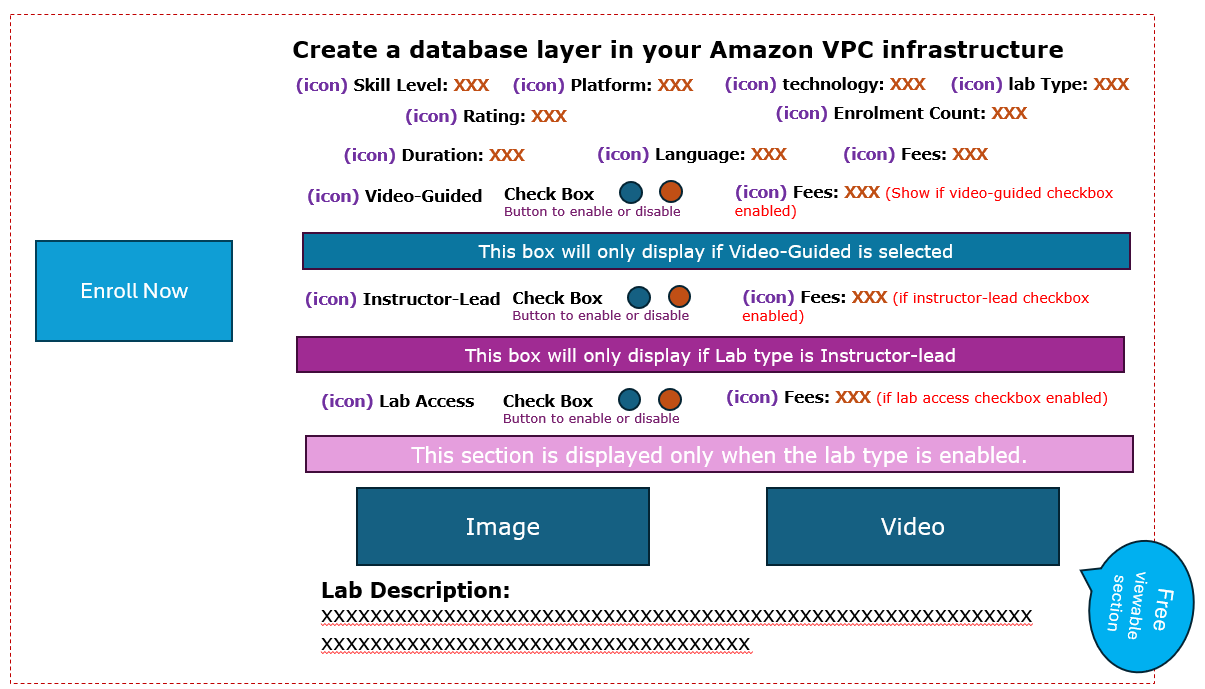 Create a database layer in your Amazon VPC infrastructure
(icon) Skill Level: XXX (icon) Platform: XXX (icon) technology: XXX (icon) lab Type: XXX
(icon) Rating: XXX (icon) Enrolment Count: XXX
(icon) Duration: XXX (icon) Language: XXX (icon) Fees: XXX
(icon) Video-Guided Check Box (icon) Fees: XXX (Show if video-guided checkbox
Button to enable or disable enabled)
This box will only display if Video-Guided is selected
Enroll Now
(icon) Instructor-Lead Check Box (icon) Fees: XXX (if instructor-lead checkbox
Button to enable or disable enabled)
This box will only display if Lab type is Instructor-lead
(icon) Lab Access Check Box (icon) Fees: XXX (if lab access checkbox enabled)
Button to enable or disable
This section is displayed only when the lab type is enabled.
Image Video
Lab Description:
XXXXXXXXXXXXXXXXXXXXXXXXXXXXXXXXXXXXXXXXXXXXXXXXXXXXXXXXXX
XXXXXXXXXXXXXXXXXXXXXXXXXXXXXXXXXXX
Free
viewable
section